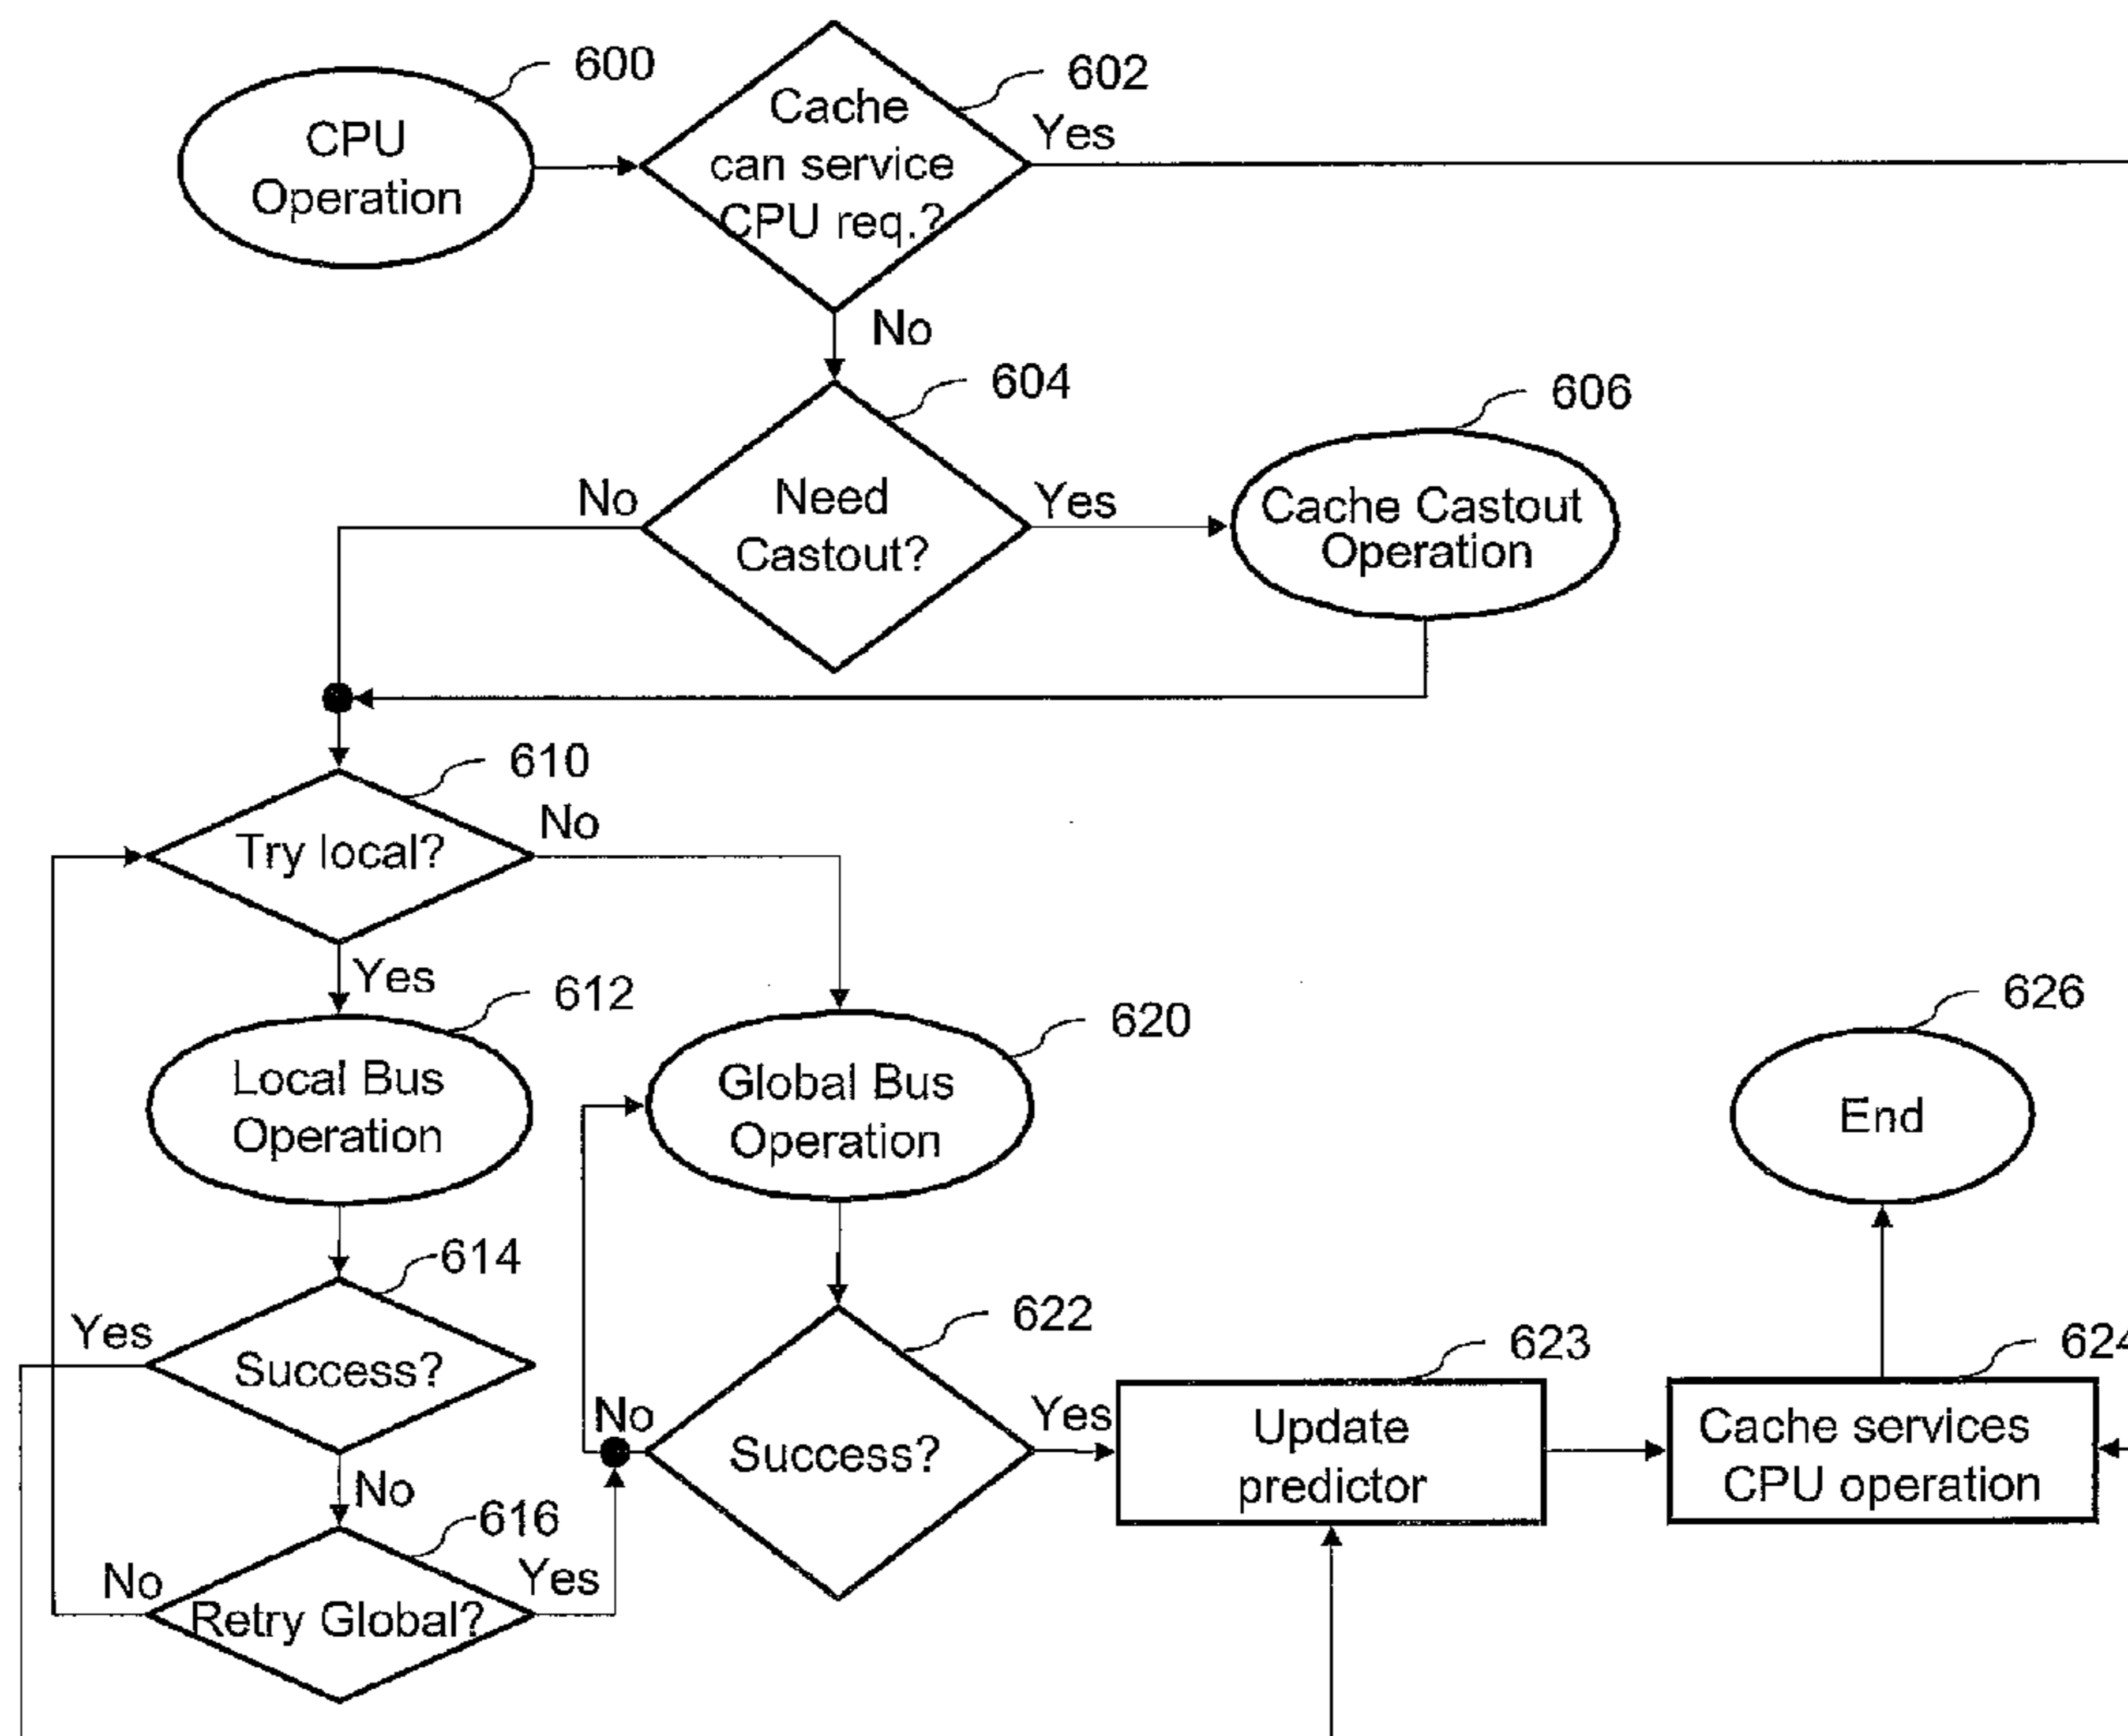 600
CPU
Operation
602
Cache
can service
CPU req.?
Yes
No
604
Need
Castout?
No
Yes
606
Cache Castout
Operation
610
Try local?
No
Yes
612
Local Bus
Operation
620
Global Bus
Operation
626
End
614
Success?
Yes
No
616
Retry Global?
No
Yes
622
Success?
No
Yes
623
Update
predictor
624
Cache services
CPU operation